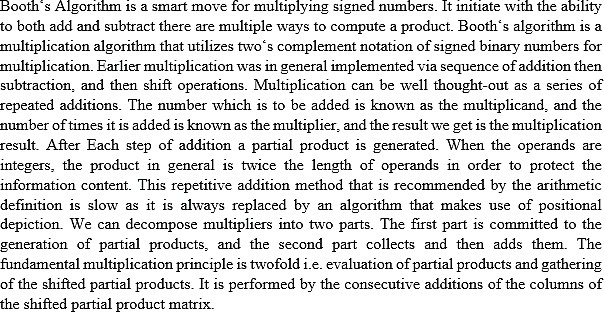 Booth‘s Algorithm is a smart move for multiplying signed numbers. It initiate with the ability
to both add and subtract there are multiple ways to compute a product. Booth‘s algorithm is a
multiplication algorithm that utilizes two‘s complement notation of signed binary numbers for
multiplication. Earlier multiplication was in general implemented via sequence of addition then
subtraction, and then shift operations. Multiplication can be well thought-out as a series of
repeated additions. The number which is to be added is known as the multiplicand, and the
number of times it is added is known as the multiplier, and the result we get is the multiplication
result. After Each step of addition a partial product is generated. When the operands are
integers, the product in general is twice the length of operands in order to protect the
information content. This repetitive addition method that is recommended by the arithmetic
definition is slow as it is always replaced by an algorithm that makes use of positional
depiction. We can decompose multipliers into two parts. The first part is committed to the
generation of partial products, and the second part collects and then adds them. The
fundamental multiplication principle is twofold i.e. evaluation of partial products and gathering
of the shifted partial products. It is performed by the consecutive additions of the columns of
the shifted partial product matrix.